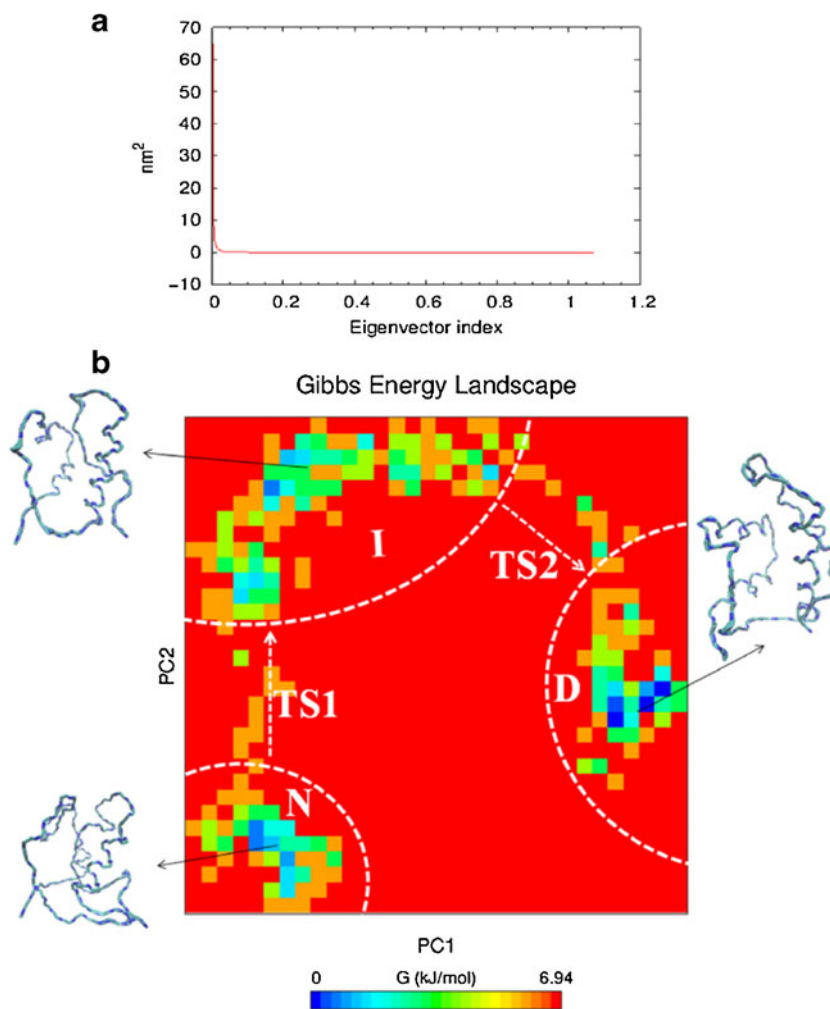 a
70
60
50
40
30
20
10
0
−10
nm²
0 0.2 0.4 0.6 0.8 1 1.2
Eigenvector index
b
Gibbs Energy Landscape
I
TS2
D
TS1
N
PC2
PC1
0 G (kJ/mol) 6.94